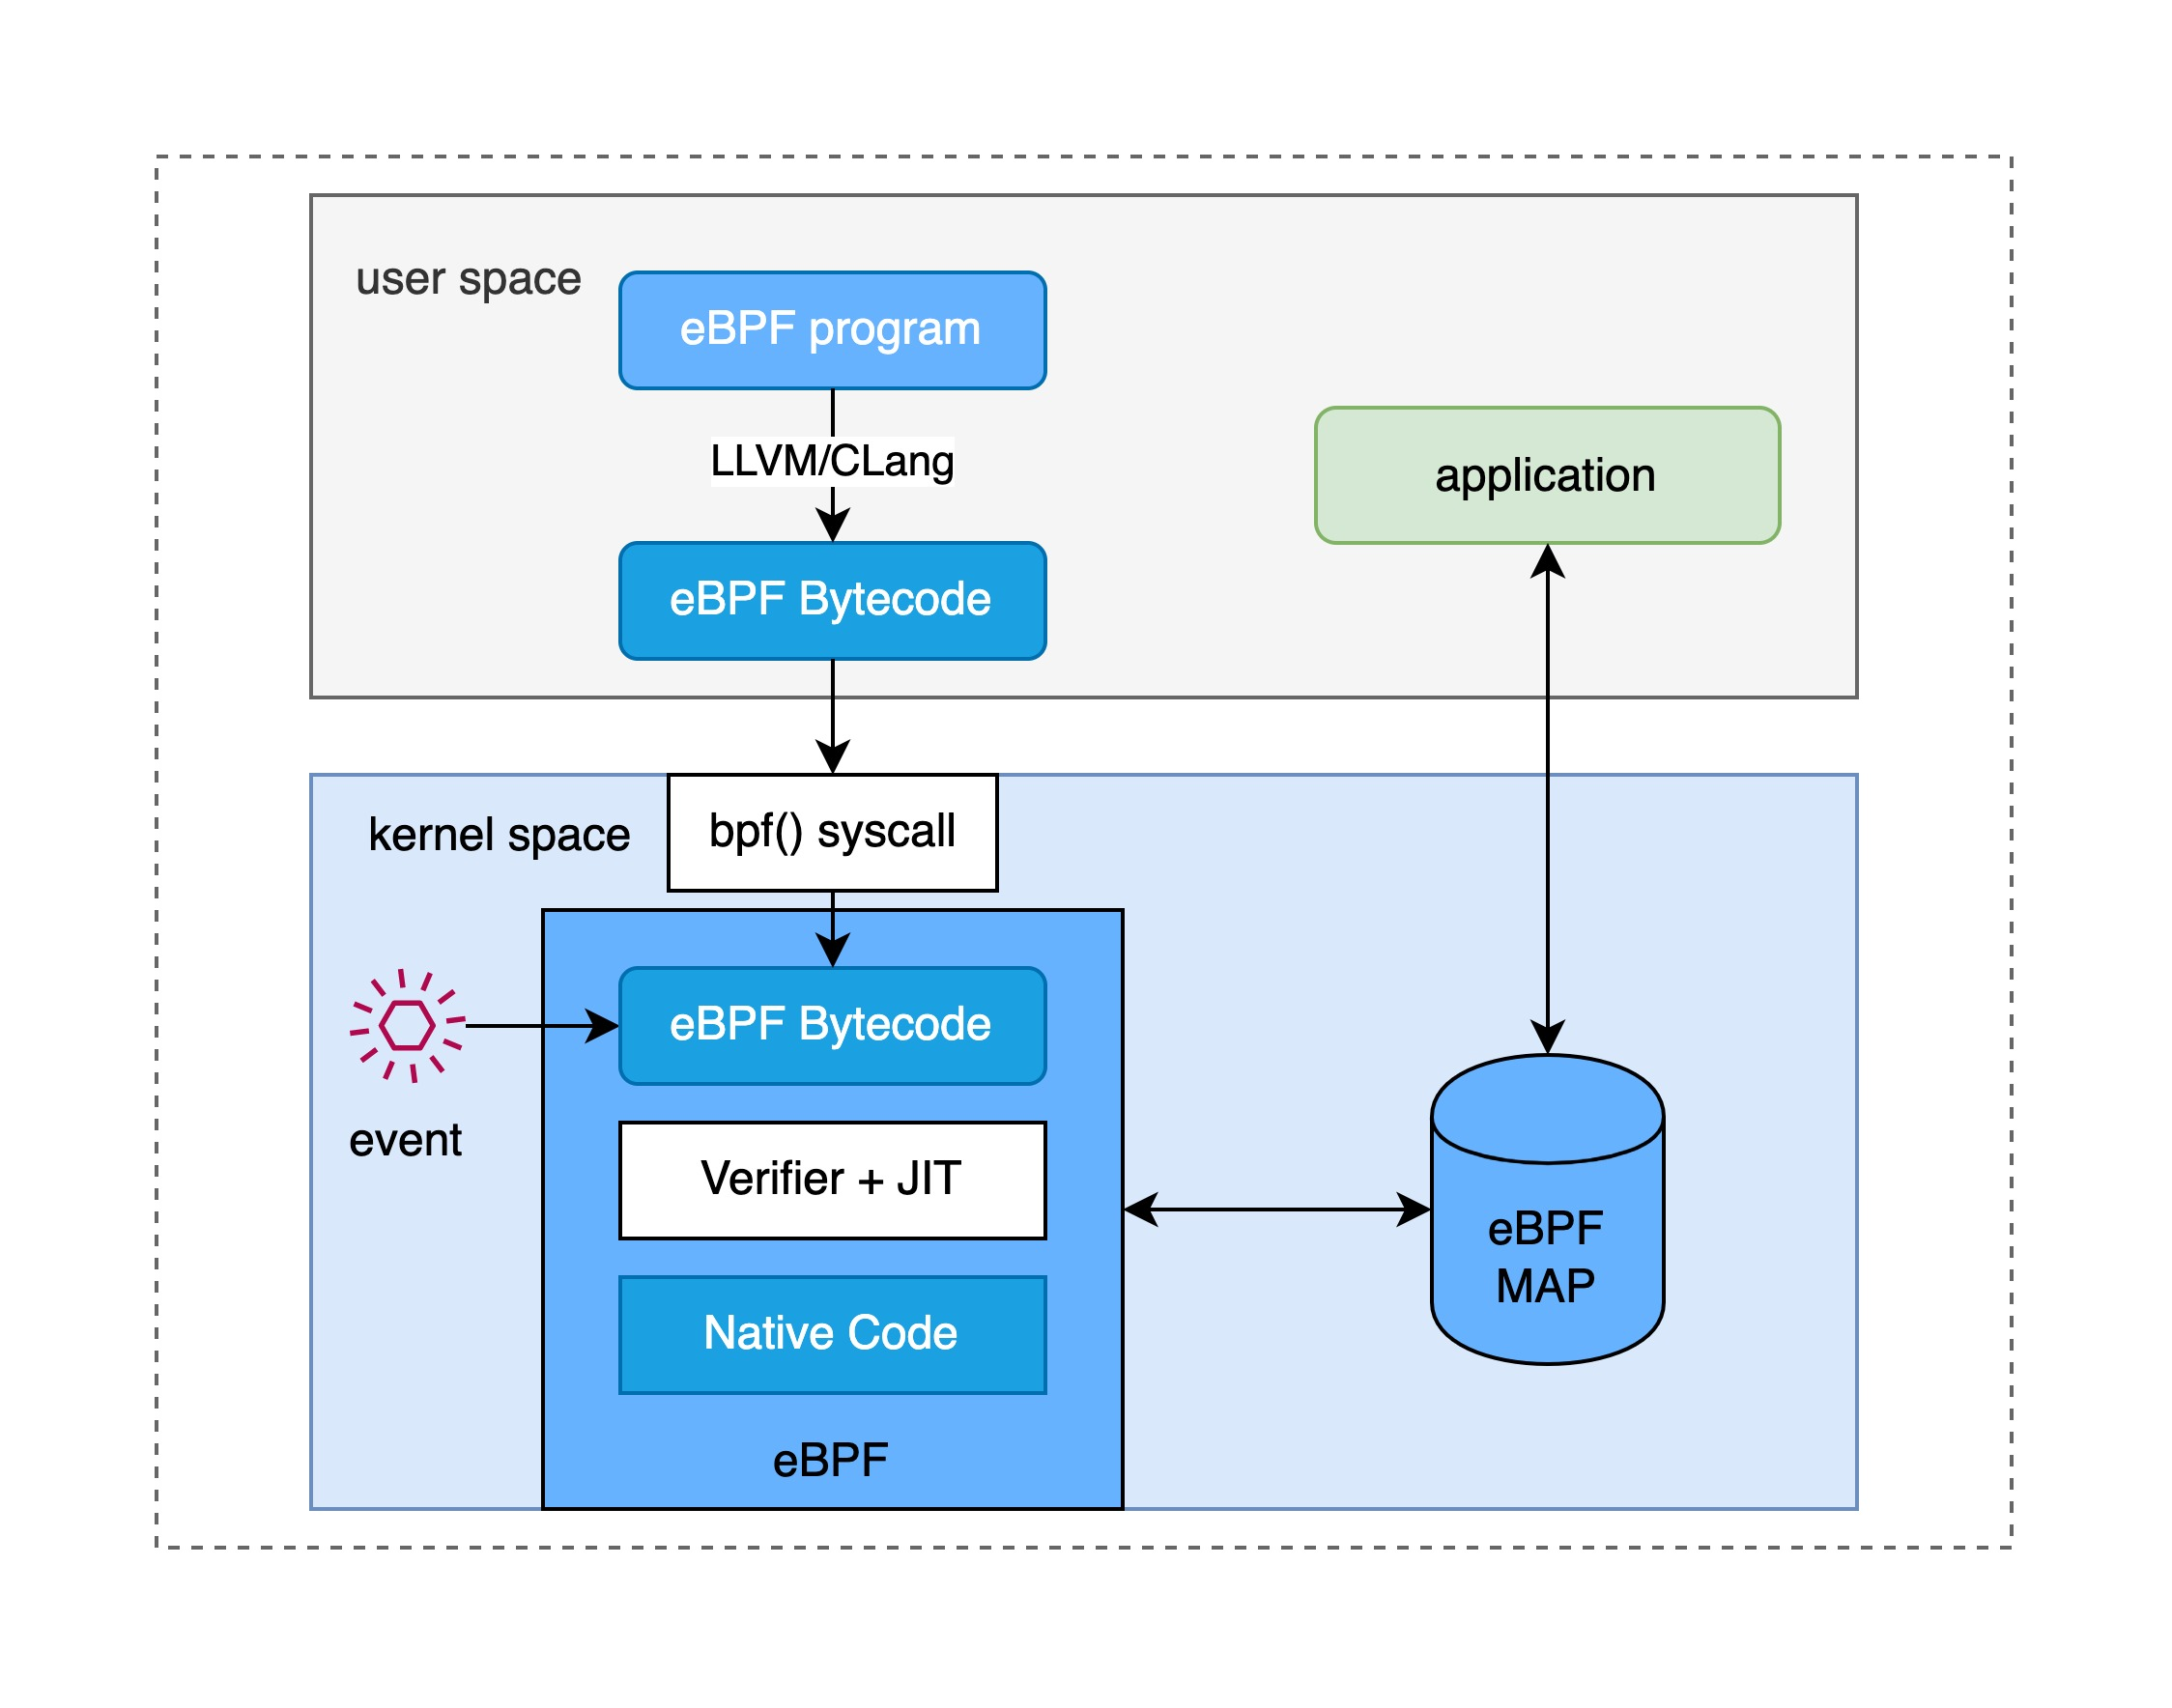 user space
eBPF program
LLVM/CLang
application
eBPF Bytecode
kernel space
bpf() syscall
eBPF Bytecode
event
Verifier + JIT
eBPF
MAP
Native Code
eBPF